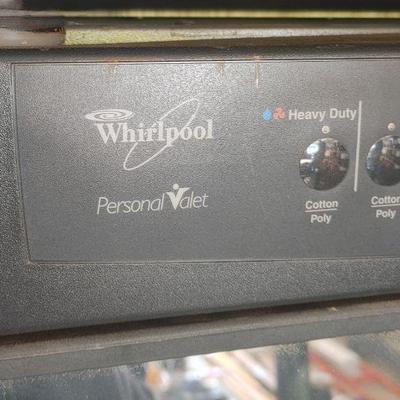 Whirlpool
Personal Valet
Heavy Duty
Cotton
Poly
Cotton
Poly